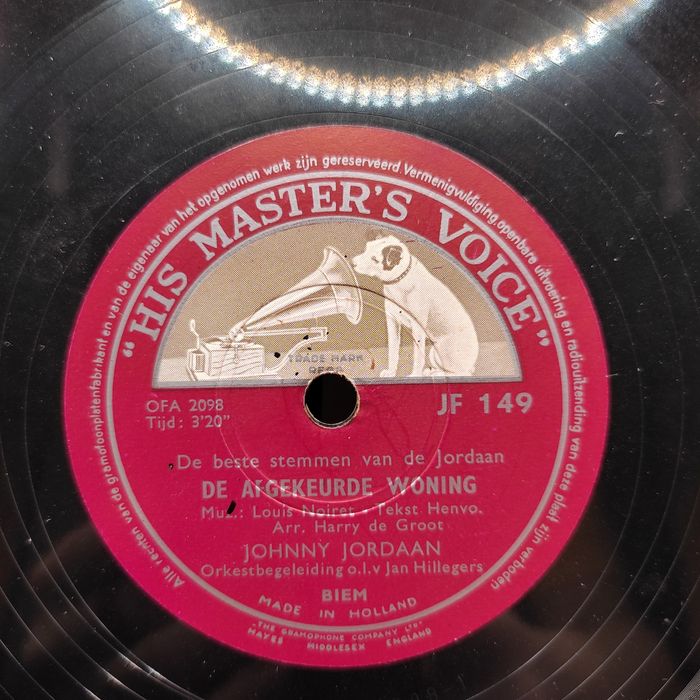 Alle rechten van de gramofoonplatenfabrikant en van de eigenaar van het opgenomen werk zijn gereserveerd. Vermenigvuldiging, openbare uitvoering en radiouitzending van deze plaat zijn verboden
"HIS MASTER'S VOICE"
TRADE MARK
REGD
OFA 2098
JF 149
Tijd: 3'20"
De beste stemmen van de Jordaan
DE AFGEKEURDE WONING
Muz.: Louis Noiret - Tekst Henvo.
Arr. Harry de Groot
JOHNNY JORDAAN
Orkestbegeleiding o.l.v Jan Hillegers
BIEM
MADE IN HOLLAND
"THE GRAMOPHONE COMPANY LTD"
HAYES MIDDLESEX ENGLAND